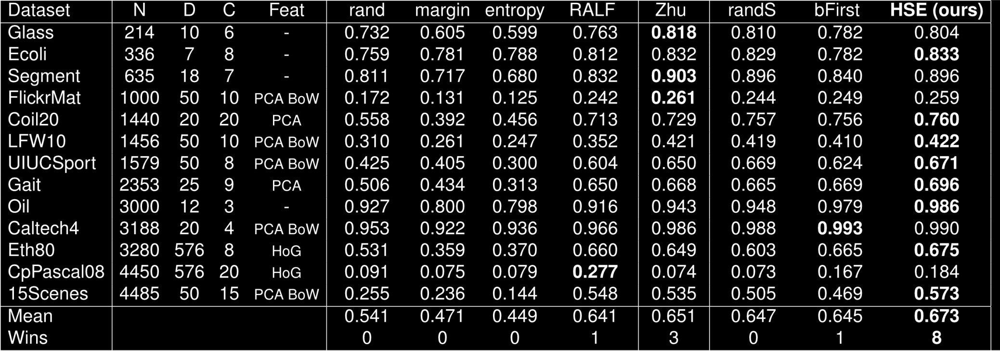 Dataset N D C Feat rand margin entropy RALF Zhu randS bFirst HSE (ours)
Glass 214 10 6 - 0.732 0.605 0.599 0.763 0.818 0.810 0.782 0.804
Ecoli 336 7 8 - 0.759 0.781 0.788 0.812 0.832 0.829 0.782 0.833
Segment 635 18 7 - 0.811 0.717 0.680 0.832 0.903 0.896 0.840 0.896
FlickrMat 1000 50 10 PCA BoW 0.172 0.131 0.125 0.242 0.261 0.244 0.249 0.259
Coil20 1440 20 20 PCA 0.558 0.392 0.456 0.713 0.729 0.757 0.756 0.760
LFW10 1456 50 10 PCA BoW 0.310 0.261 0.247 0.352 0.421 0.419 0.410 0.422
UIUCSport 1579 50 8 PCA BoW 0.425 0.405 0.300 0.604 0.650 0.669 0.624 0.671
Gait 2353 25 9 PCA 0.506 0.434 0.313 0.650 0.668 0.665 0.669 0.696
Oil 3000 12 3 - 0.927 0.800 0.798 0.916 0.943 0.948 0.979 0.986
Caltech4 3188 20 4 PCA BoW 0.953 0.922 0.936 0.966 0.986 0.988 0.993 0.990
Eth80 3280 576 8 HoG 0.531 0.359 0.370 0.660 0.649 0.603 0.665 0.675
CpPascal08 4450 576 20 HoG 0.091 0.075 0.079 0.277 0.074 0.073 0.167 0.184
15Scenes 4485 50 15 PCA BoW 0.255 0.236 0.144 0.548 0.535 0.505 0.469 0.573
Mean 0.541 0.471 0.449 0.641 0.651 0.647 0.645 0.673
Wins 0 0 0 1 3 0 1 8